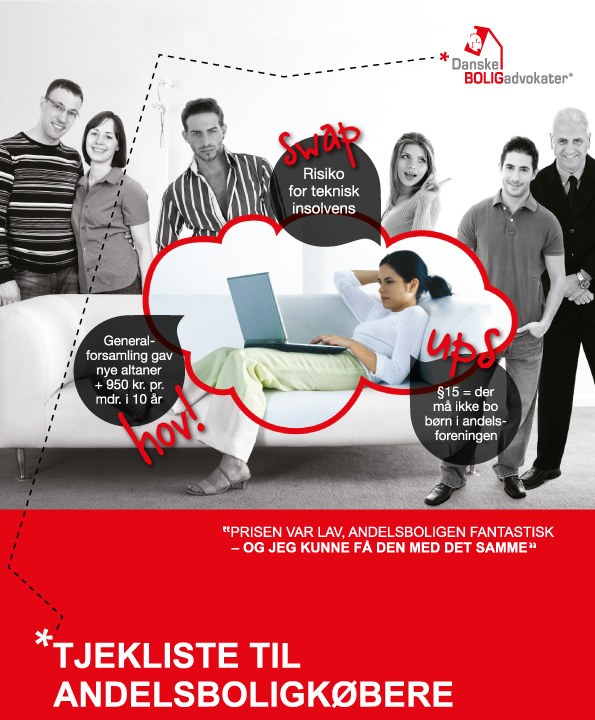 * Danske
BOLIGadvokater®
swap
Risiko
for teknisk
insolvens
General-
forsamling gav
nye altaner
+ 950 kr. pr.
mdr. i 10 år
hov!
ups
§15 = der
må ikke bo
børn i andels-
foreningen
"PRISEN VAR LAV, ANDELSBOLIGEN FANTASTISK
– OG JEG KUNNE FÅ DEN MED DET SAMME"
*TJEKLISTE TIL
ANDELSBOLIGKØBERE